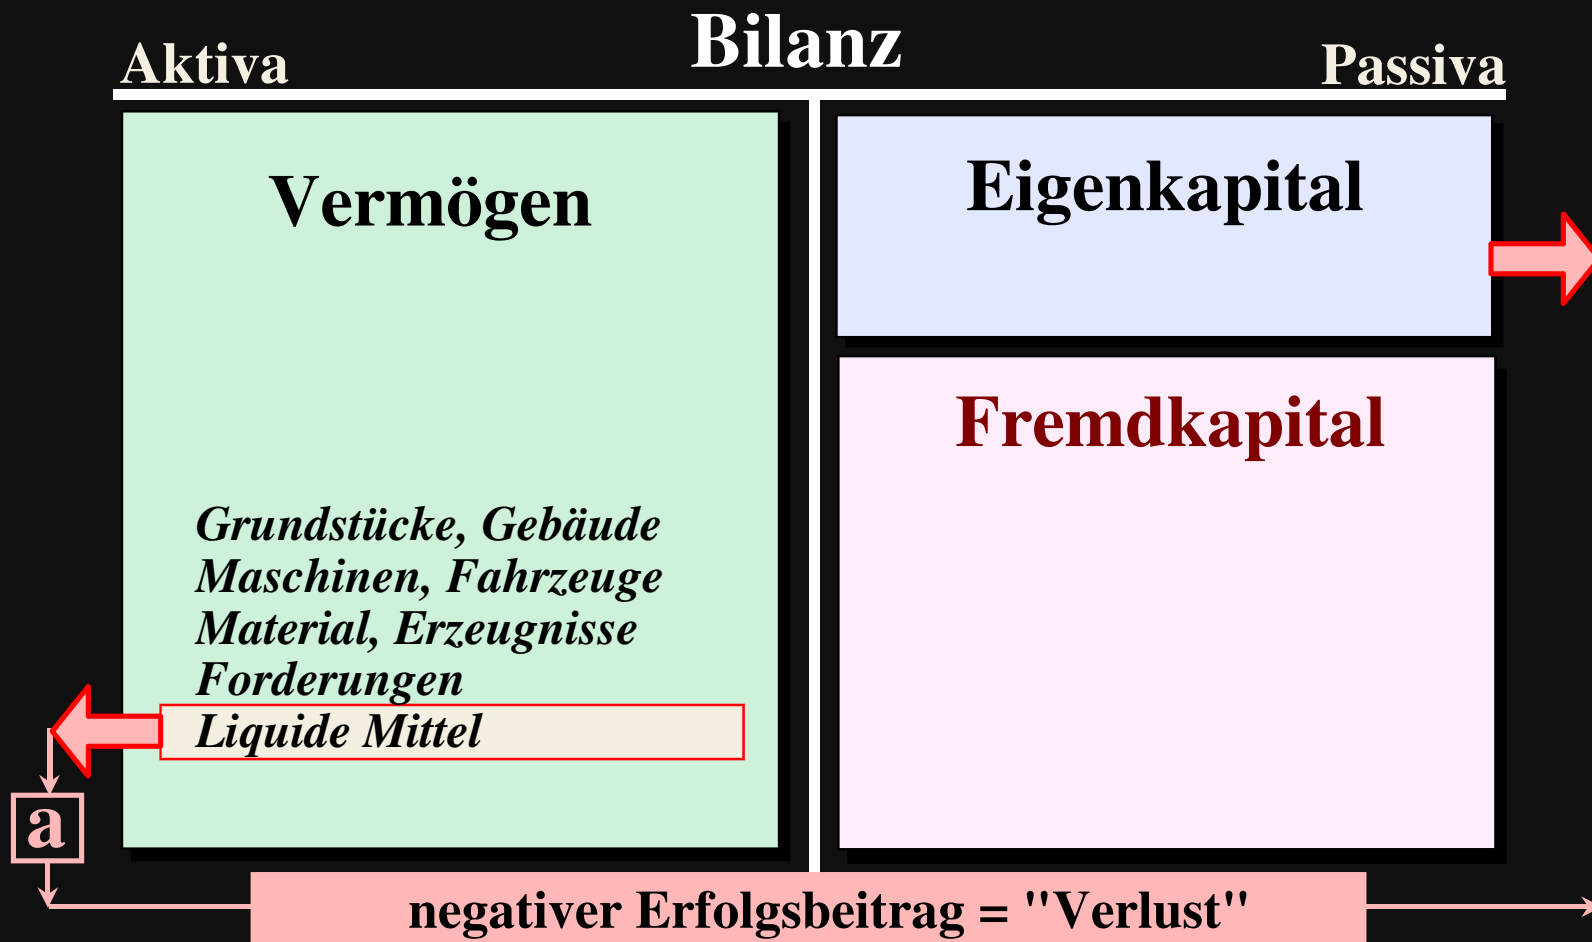 Bilanz
Aktiva
Passiva
Vermögen
Grundstücke, Gebäude
Maschinen, Fahrzeuge
Material, Erzeugnisse
Forderungen
Liquide Mittel
Eigenkapital
Fremdkapital
a
negativer Erfolgsbeitrag = "Verlust"